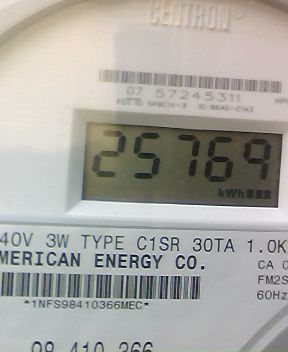 CENTRON®
07 57245311
25769
kWh
40V 3W TYPE C1SR 30TA 1.0K
MERICAN ENERGY CO.
CA 0
FM2S
60Hz
*1NFS98410366MEC*
98 410 366